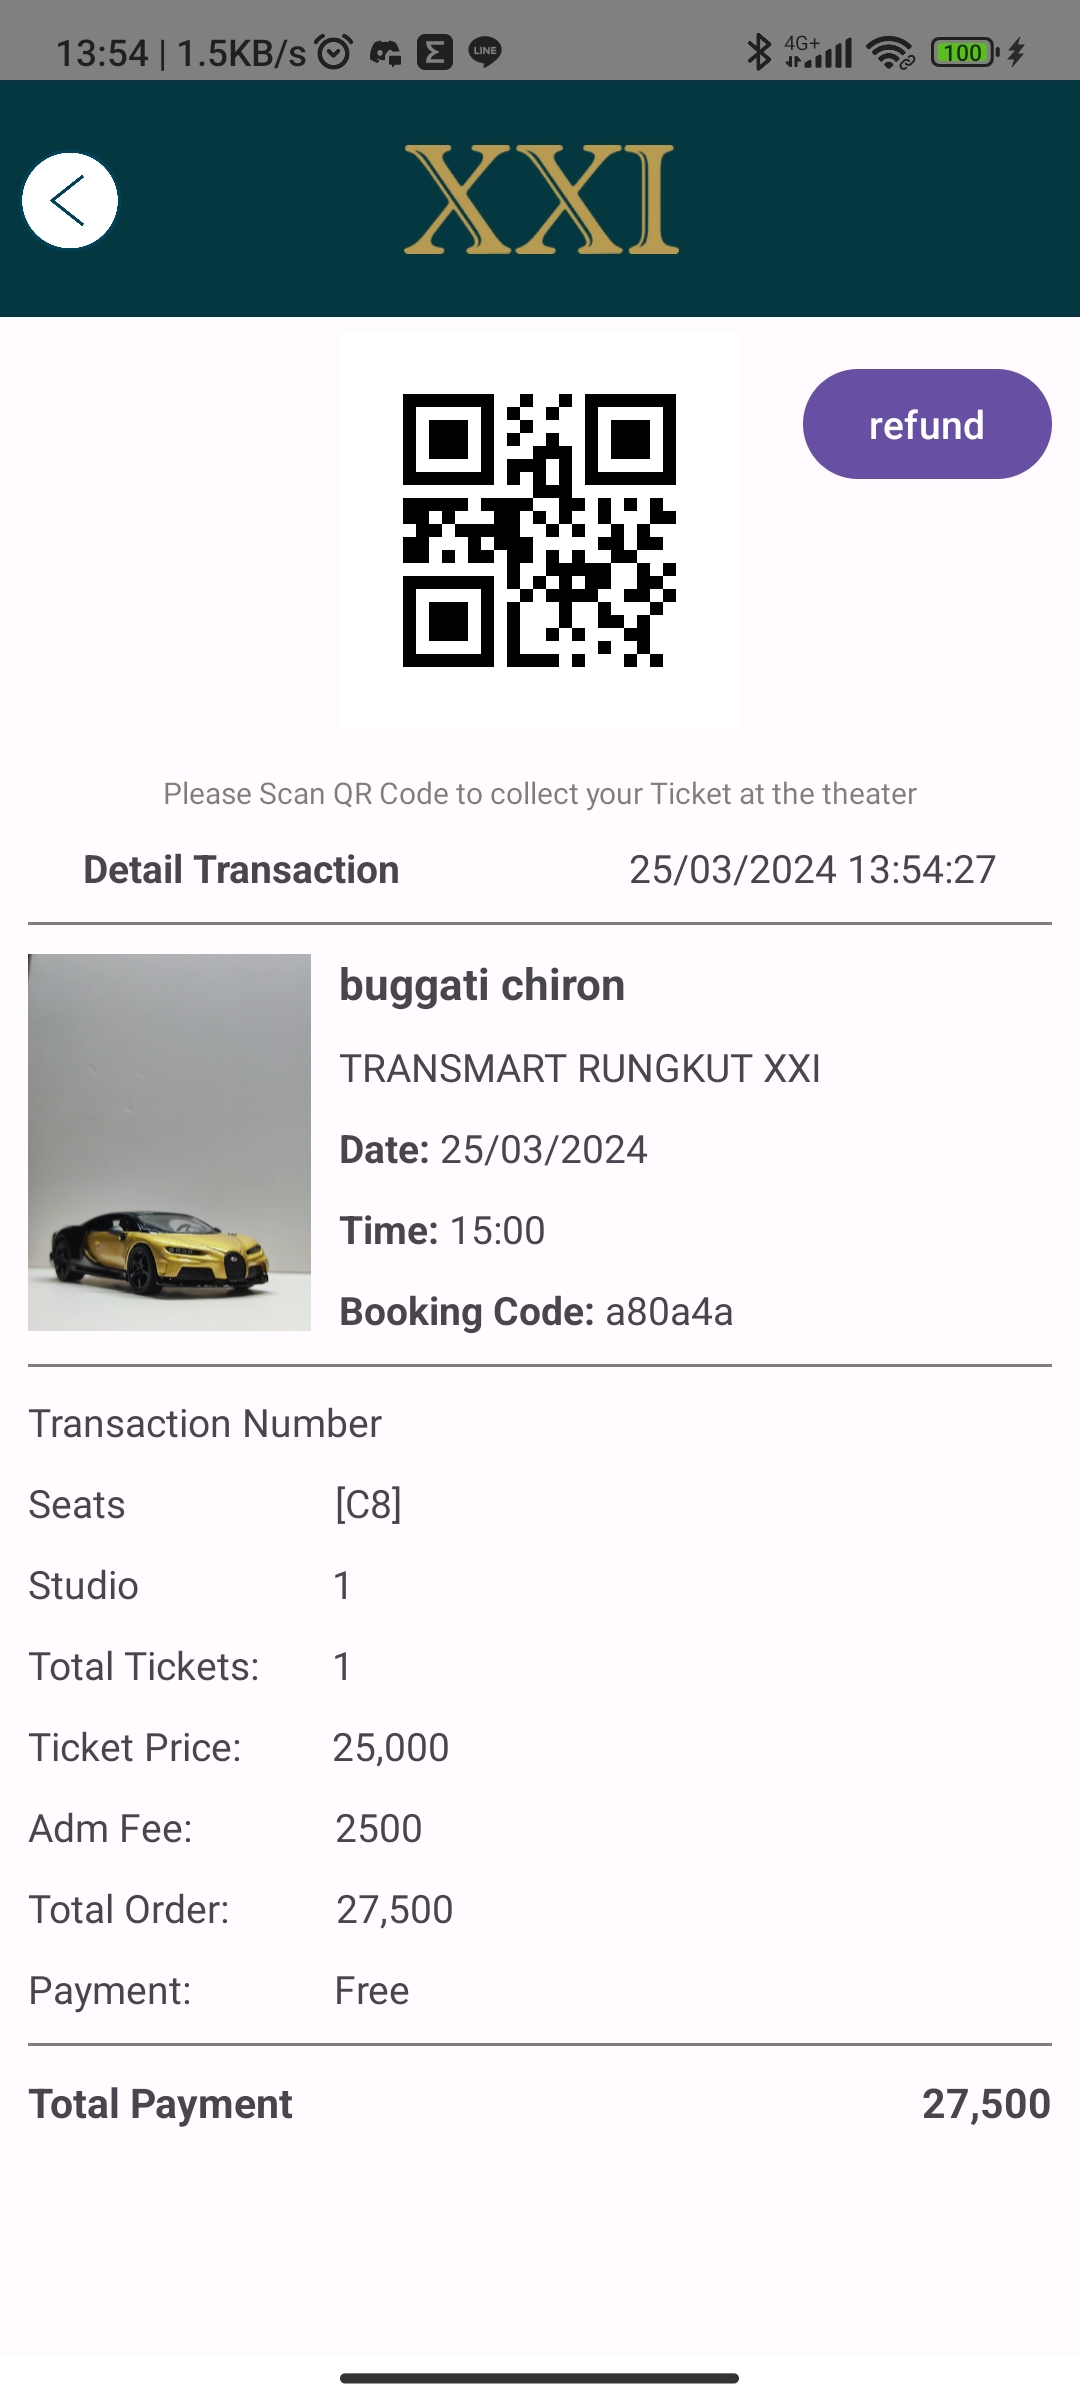 13:54 | 1.5KB/s LINE 4G+ 100
XXI
refund
Please Scan QR Code to collect your Ticket at the theater
Detail Transaction 25/03/2024 13:54:27
buggati chiron
TRANSMART RUNGKUT XXI
Date: 25/03/2024
Time: 15:00
Booking Code: a80a4a
Transaction Number
Seats [C8]
Studio 1
Total Tickets: 1
Ticket Price: 25,000
Adm Fee: 2500
Total Order: 27,500
Payment: Free
Total Payment 27,500